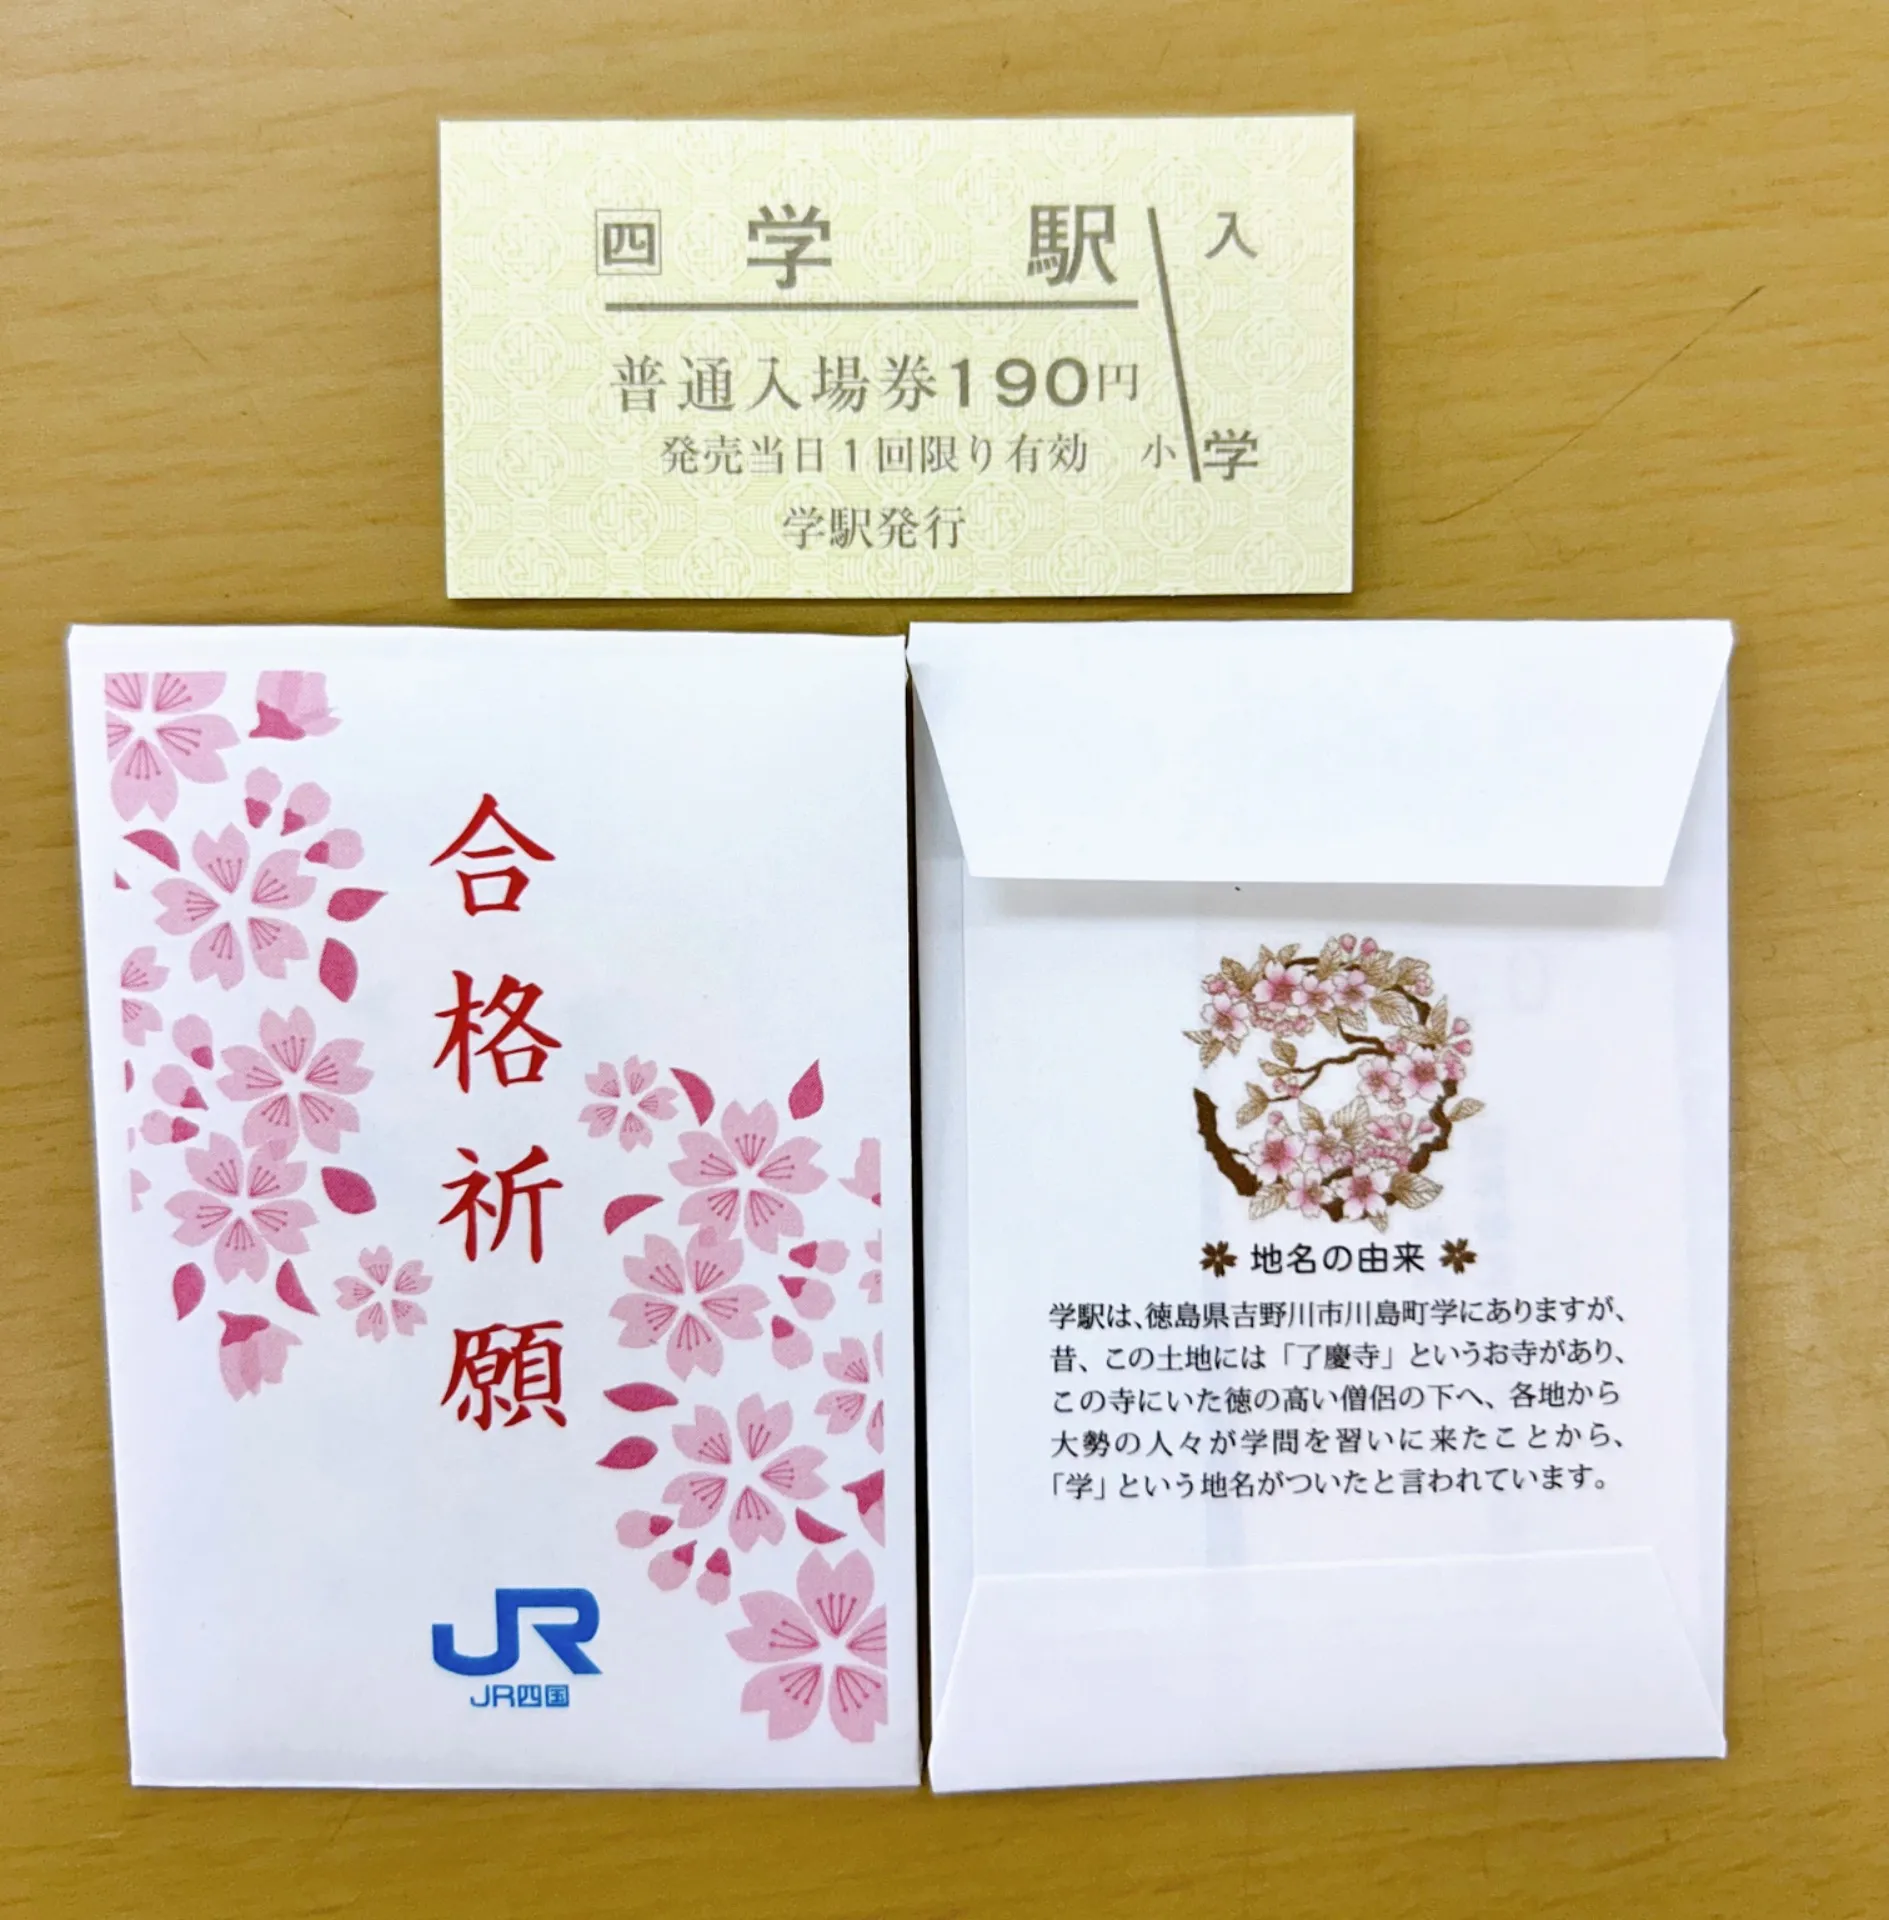 四 学 駅 入
普通入場券190円
発売当日1回限り有効 小 学
学駅発行
合格祈願
JR
JR四国
地名の由来
学駅は、徳島県吉野川市川島町学にありますが、
昔、この土地には「了慶寺」というお寺があり、
この寺にいた徳の高い僧侶の下へ、各地から
大勢の人々が学問を習いに来たことから、
「学」という地名がついたと言われています。